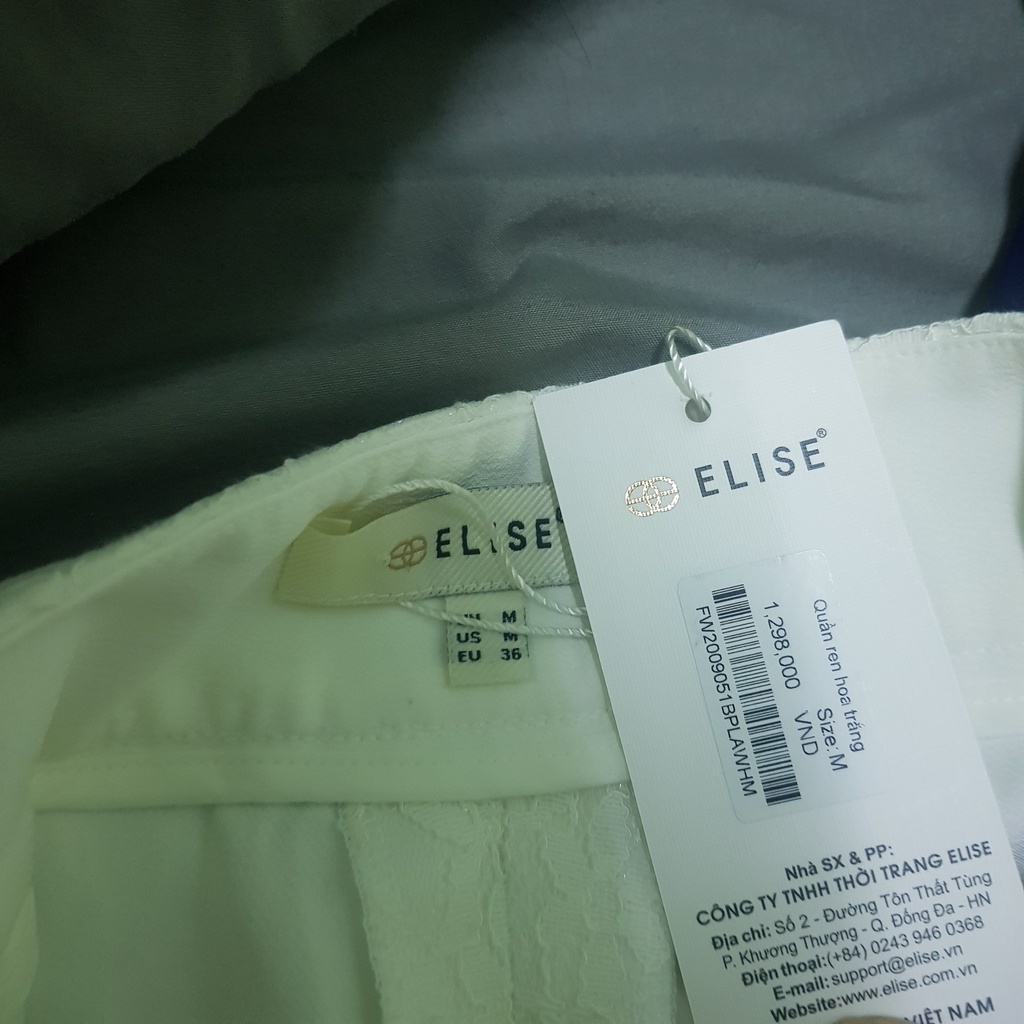 ELISE®
Quần ren hoa trắng
Size: M
1,298,000 VND
FW2009051BPLAWHM
Nhà SX & PP:
CÔNG TY TNHH THỜI TRANG ELISE
Địa chỉ: Số 2 - Đường Tôn Thất Tùng
P. Khương Thượng - Q. Đống Đa - HN
Điện thoại:(+84) 0243 946 0368
E-mail: support@elise.vn
Website:www.elise.com.vn
VIỆT NAM
ELISE
M
US M
EU 36